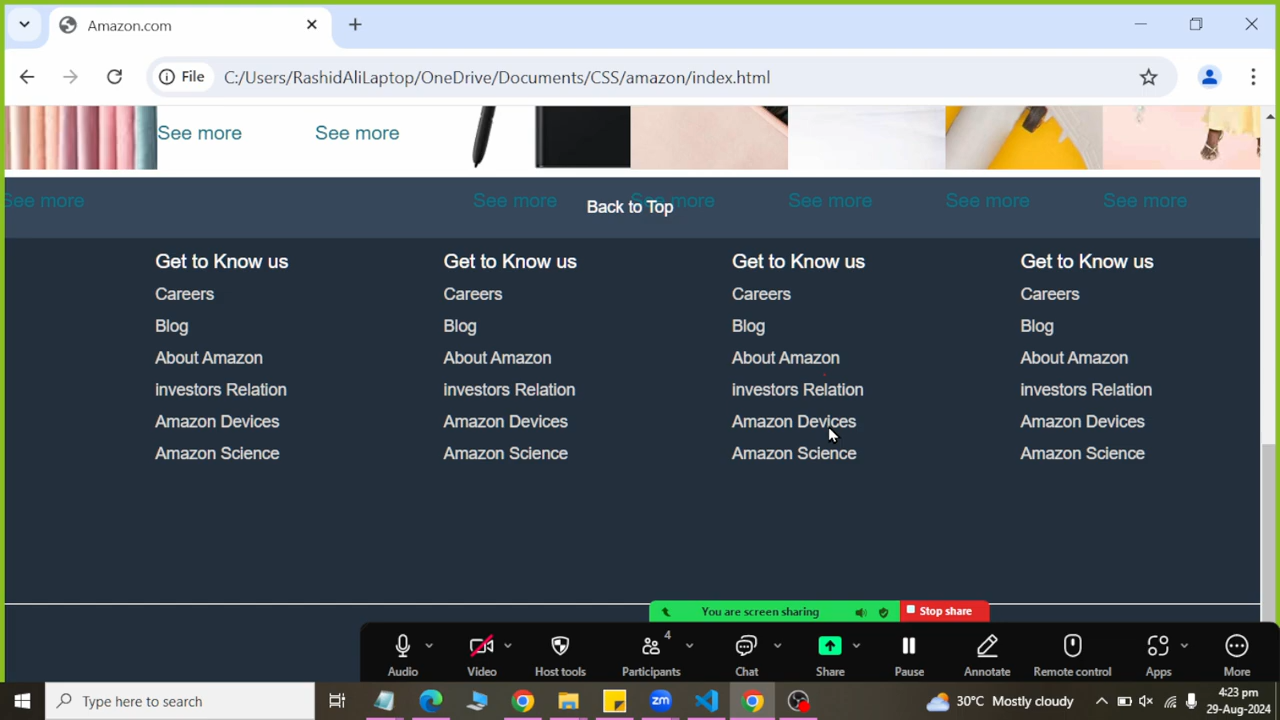 Amazon.com
File
C:/Users/RashidAliLaptop/OneDrive/Documents/CSS/amazon/index.html
See more See more
See more See more See more See more See more See more
Back to Top
Get to Know us Get to Know us Get to Know us Get to Know us
Careers Careers Careers Careers
Blog Blog Blog Blog
About Amazon About Amazon About Amazon About Amazon
investors Relation investors Relation investors Relation investors Relation
Amazon Devices Amazon Devices Amazon Devices Amazon Devices
Amazon Science Amazon Science Amazon Science Amazon Science
You are screen sharing Stop share
4
Audio Video Host tools Participants Chat Share Pause Annotate Remote control Apps More
Type here to search
zm
30°C Mostly cloudy
4:23 pm
29-Aug-2024